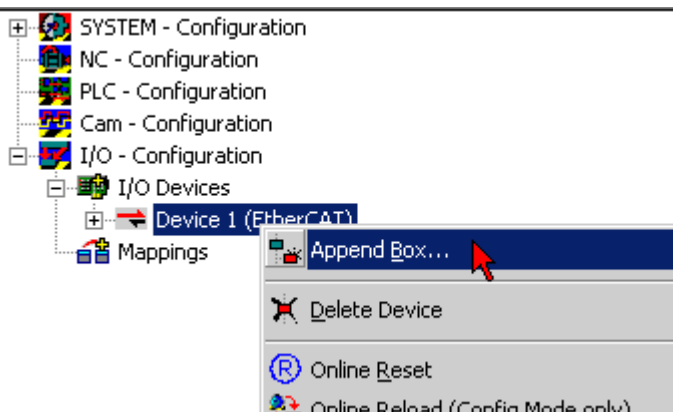 SYSTEM - Configuration
NC - Configuration
PLC - Configuration
Cam - Configuration
I/O - Configuration
I/O Devices
Device 1 (EtherCAT)
Mappings
Append Box...
Delete Device
R Online Reset
Online Reload (Config Mode only)